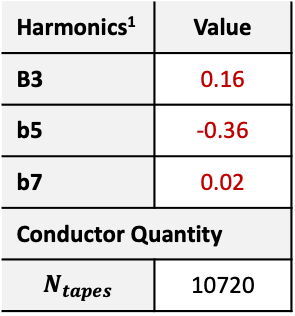 Harmonics¹ Value
B3 0.16
b5 -0.36
b7 0.02
Conductor Quantity
N_tapes 10720